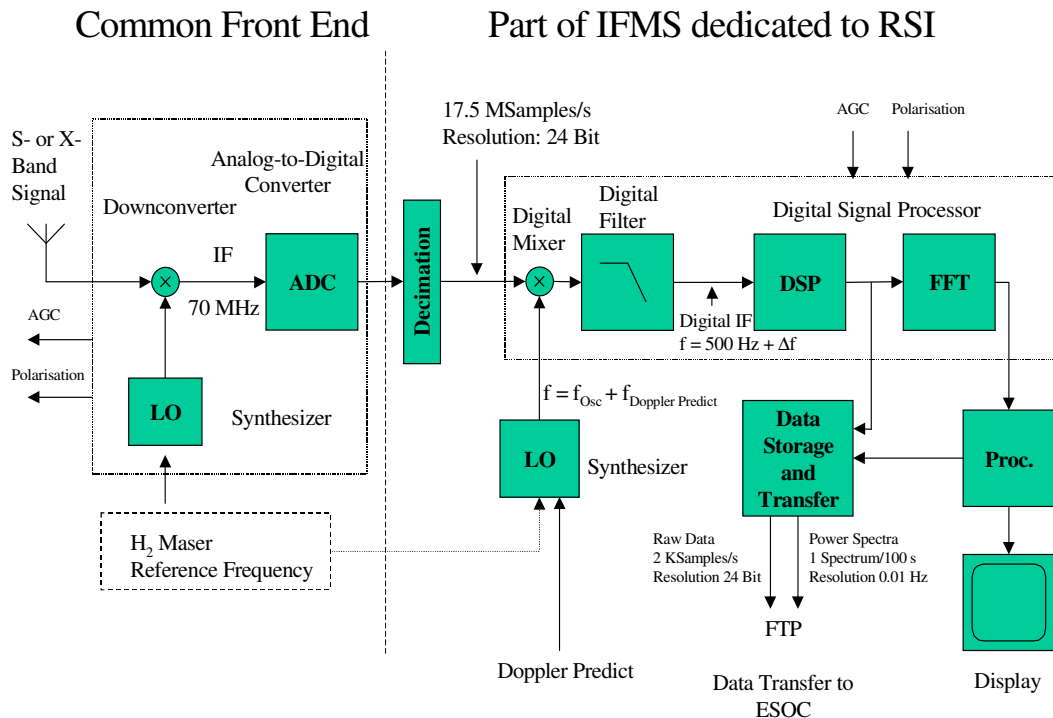 Common Front End
Part of IFMS dedicated to RSI
S- or X-
Band
Signal
Analog-to-Digital
Converter
Downconverter
IF
70 MHz
×
ADC
AGC
Polarisation
LO
Synthesizer
H₂ Maser
Reference Frequency
Decimation
17.5 MSamples/s
Resolution: 24 Bit
AGC
Polarisation
Digital
Mixer
×
Digital
Filter
Digital Signal Processor
DSP
FFT
Digital IF
f = 500 Hz + Δf
f = f_Osc + f_Doppler Predict
LO
Synthesizer
Doppler Predict
Data
Storage
and
Transfer
Proc.
Raw Data
2 KSamples/s
Resolution 24 Bit
Power Spectra
1 Spectrum/100 s
Resolution 0.01 Hz
FTP
Data Transfer to
ESOC
Display